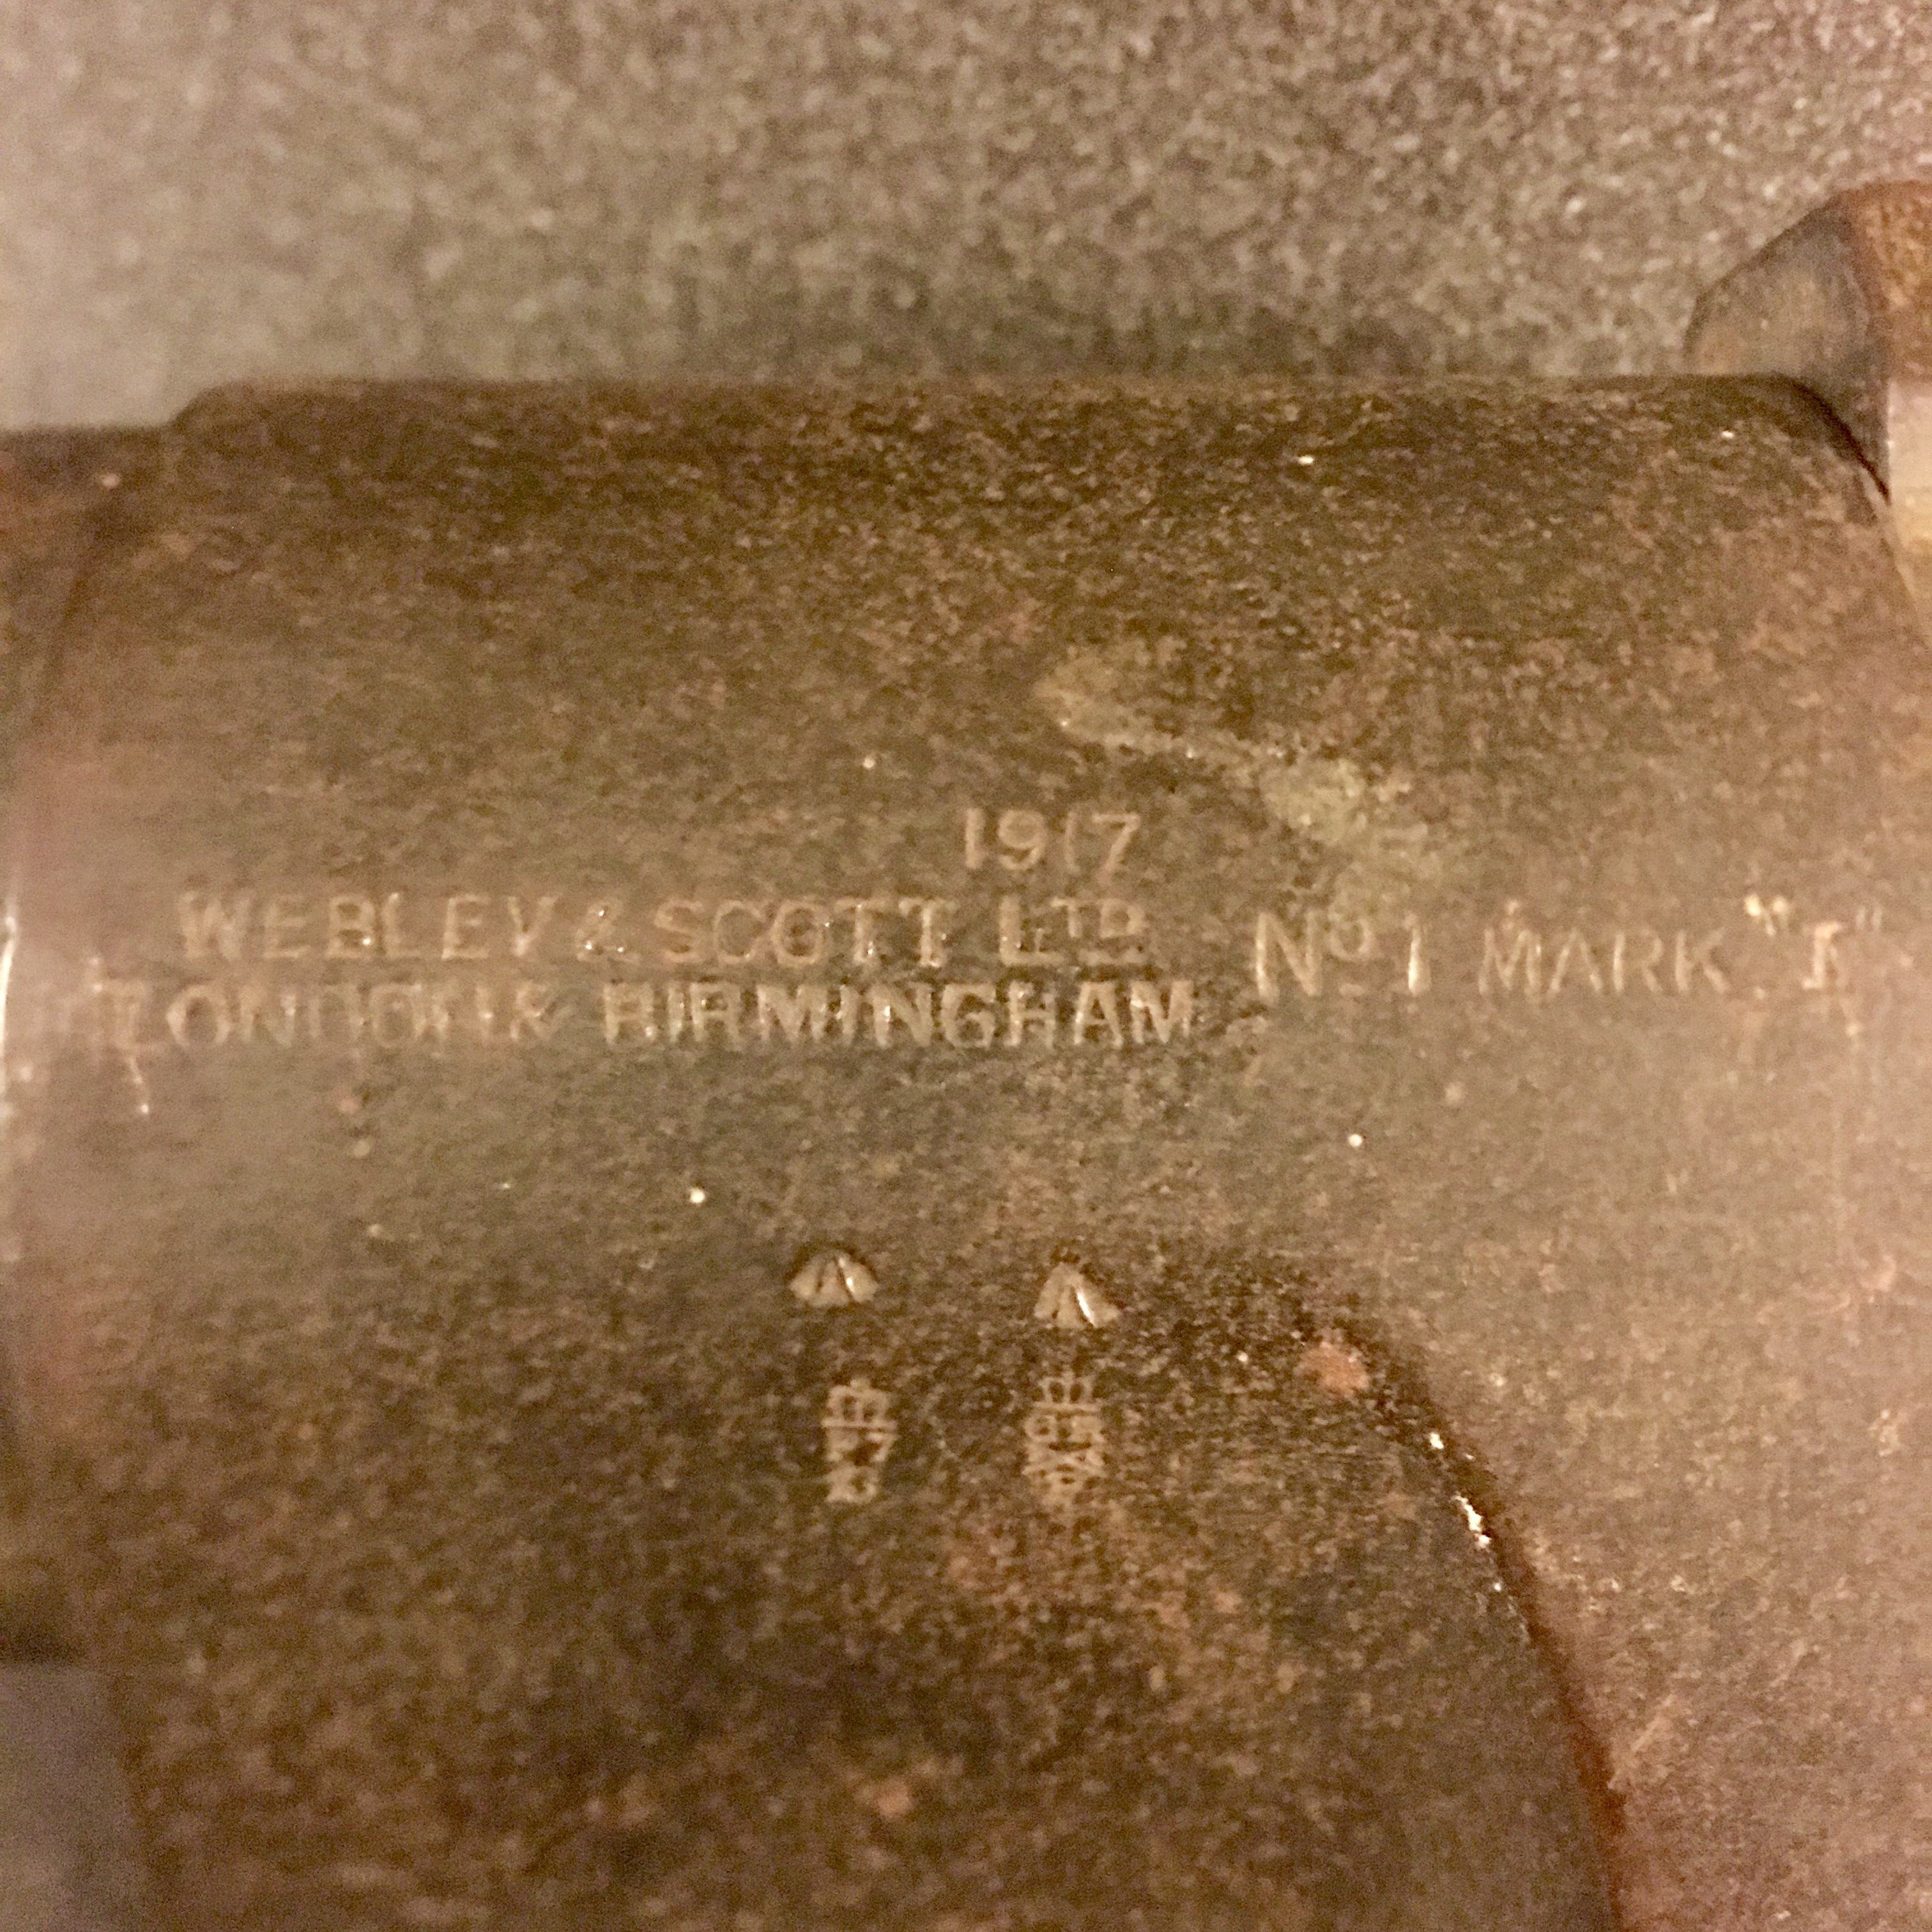 1917
WEBLEY & SCOTT LTD
LONDON & BIRMINGHAM
Nº 1 MARK "I"